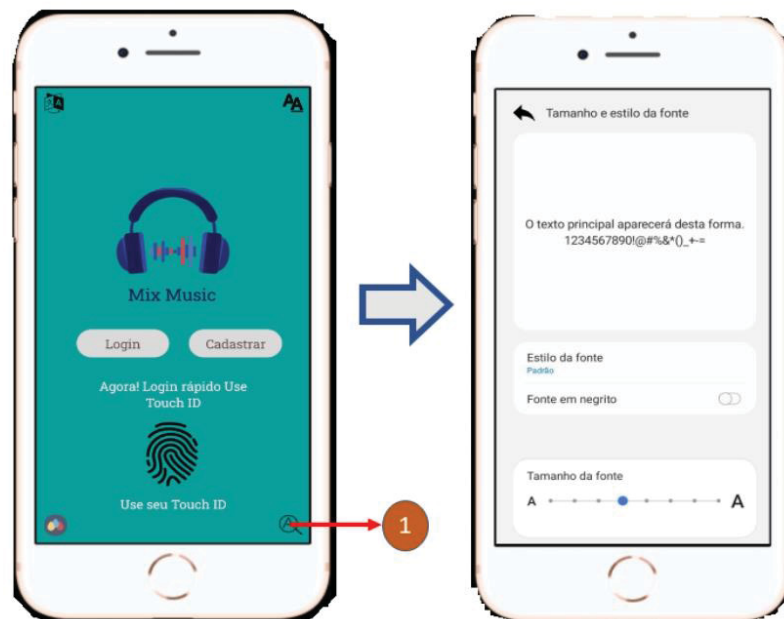 AA
Mix Music
Login
Cadastrar
Agora! Login rápido Use
Touch ID
Use seu Touch ID
1
Tamanho e estilo da fonte
O texto principal aparecerá desta forma.
1234567890!@#%&*()_+-=
Estilo da fonte
Padrão
Fonte em negrito
Tamanho da fonte
A A